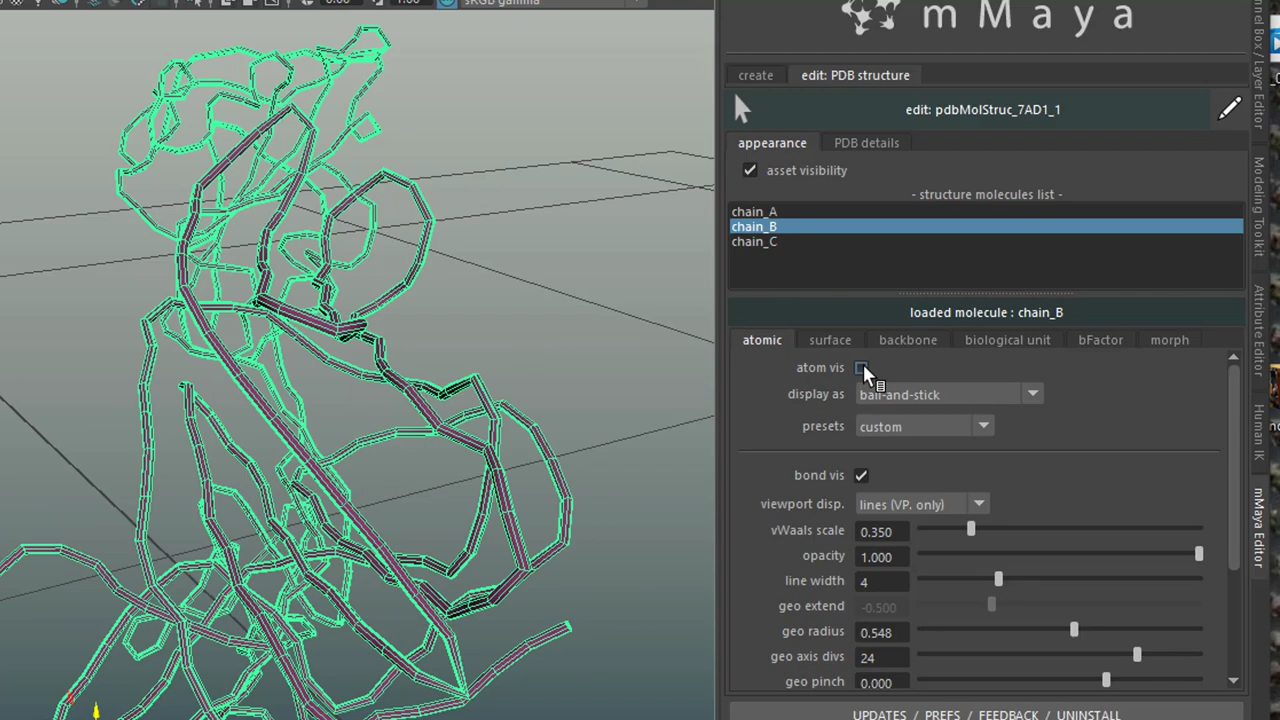 sRGB gamma
mMaya
create
edit: PDB structure
edit: pdbMolStruc_7AD1_1
appearance
PDB details
asset visibility
- structure molecules list -
chain_A
chain_B
chain_C
loaded molecule : chain_B
atomic
surface
backbone
biological unit
bFactor
morph
atom vis
display as
ball-and-stick
presets
custom
bond vis
viewport disp.
lines (VP. only)
vWaals scale
0.350
opacity
1.000
line width
4
geo extend
-0.500
geo radius
0.548
geo axis divs
24
geo pinch
0.000
UPDATES / PREFS / FEEDBACK / UNINSTALL
Box / Layer Editor
Modeling Toolkit
Attribute Editor
Human IK
mMaya Editor